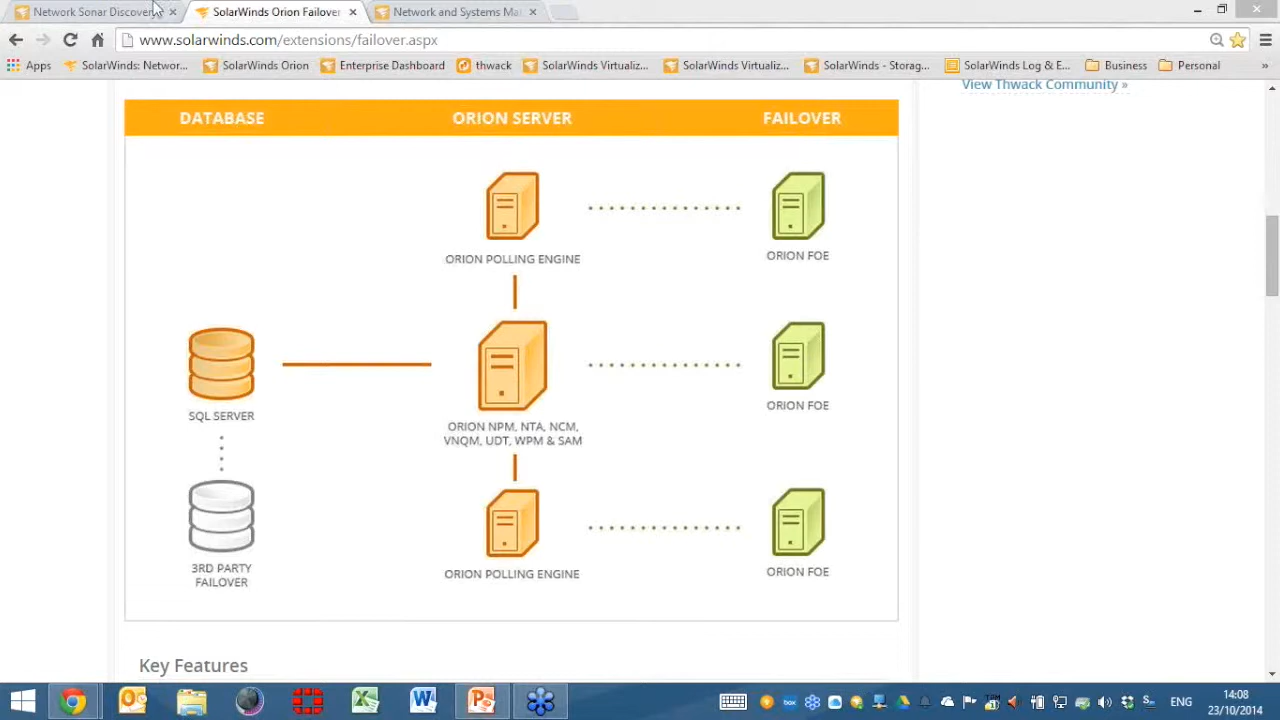 Network Sonar Discovery
SolarWinds Orion Failover
Network and Systems Ma
www.solarwinds.com/extensions/failover.aspx
Apps
SolarWinds: Networ...
SolarWinds Orion
Enterprise Dashboard
thwack
SolarWinds Virtualiz...
SolarWinds Virtualiz...
SolarWinds - Storag...
SolarWinds Log & E...
Business
Personal
»
View Thwack Community »
DATABASE
ORION SERVER
FAILOVER
ORION POLLING ENGINE
ORION FOE
SQL SERVER
ORION NPM, NTA, NCM,
VNQM, UDT, WPM & SAM
ORION FOE
3RD PARTY
FAILOVER
ORION POLLING ENGINE
ORION FOE
Key Features
ENG
14:08
23/10/2014